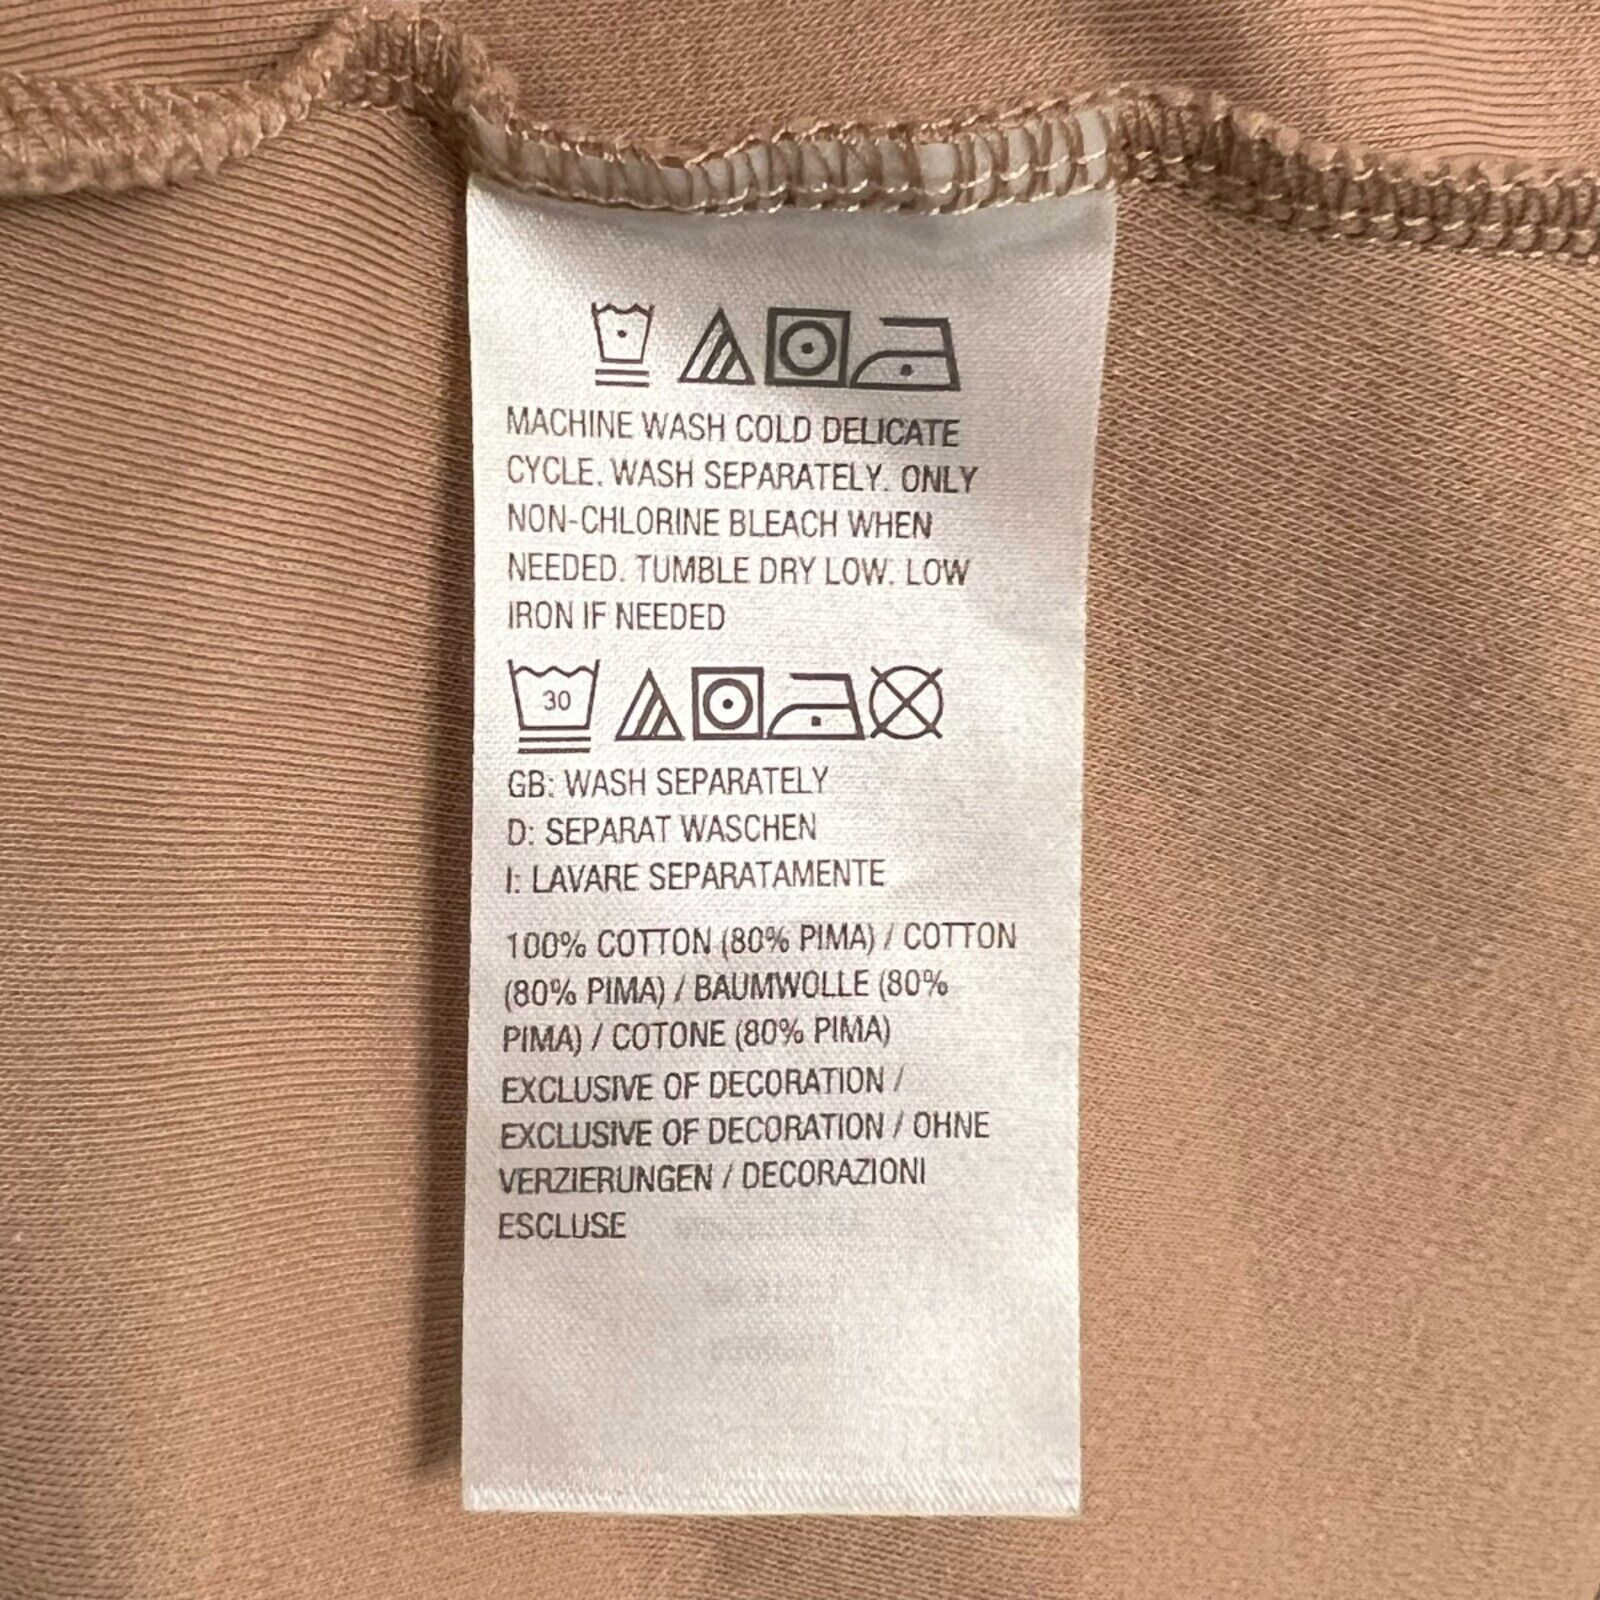 MACHINE WASH COLD DELICATE
CYCLE. WASH SEPARATELY. ONLY
NON-CHLORINE BLEACH WHEN
NEEDED. TUMBLE DRY LOW. LOW
IRON IF NEEDED
30
GB: WASH SEPARATELY
D: SEPARAT WASCHEN
I: LAVARE SEPARATAMENTE
100% COTTON (80% PIMA) / COTTON
(80% PIMA) / BAUMWOLLE (80%
PIMA) / COTONE (80% PIMA)
EXCLUSIVE OF DECORATION /
EXCLUSIVE OF DECORATION / OHNE
VERZIERUNGEN / DECORAZIONI
ESCLUSE